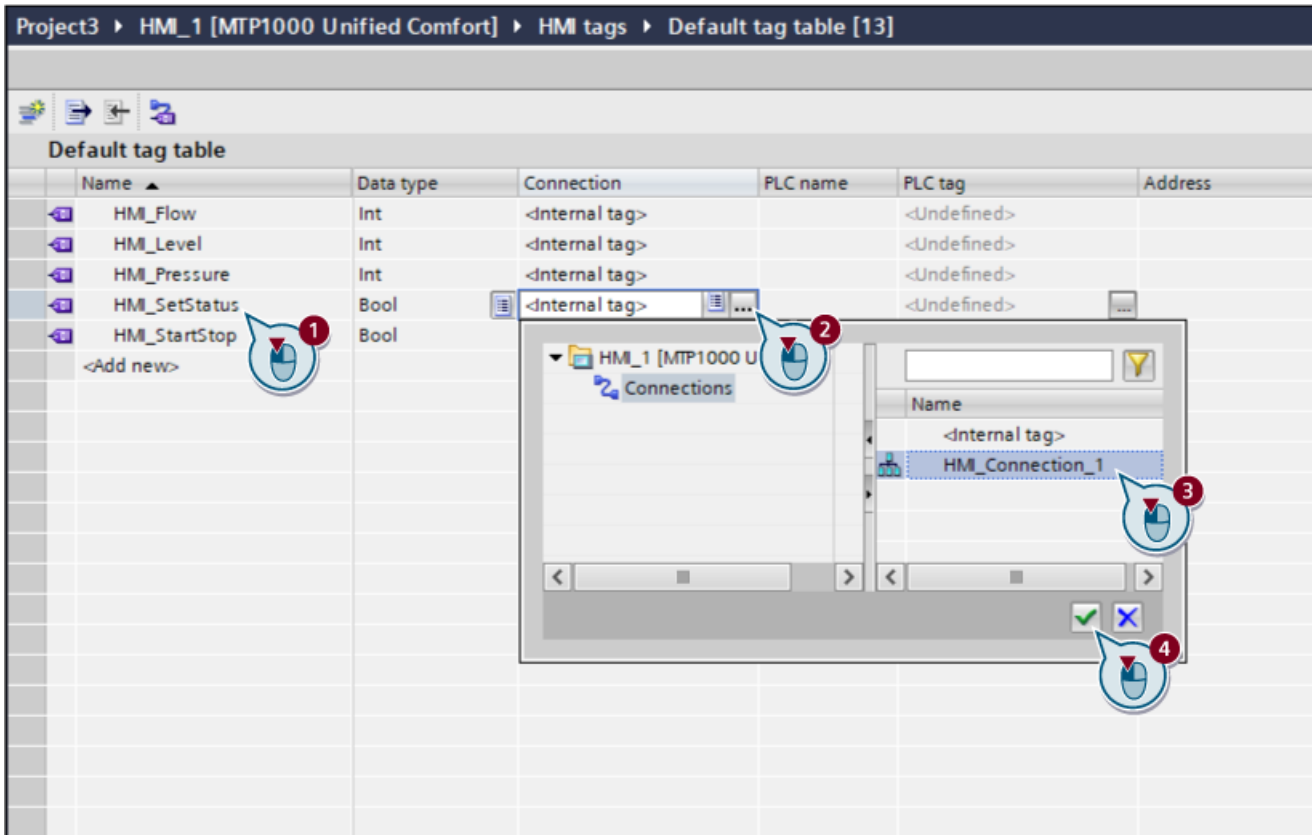 Project3 ▸ HMI_1 [MTP1000 Unified Comfort] ▸ HMI tags ▸ Default tag table [13]
Default tag table
Name Data type Connection PLC name PLC tag Address
HMI_Flow Int <Internal tag> <Undefined>
HMI_Level Int <Internal tag> <Undefined>
HMI_Pressure Int <Internal tag> <Undefined>
HMI_SetStatus Bool <Internal tag> ... <Undefined> ...
HMI_StartStop Bool
1
2
<Add new>
HMI_1 [MTP1000 U
Connections
Name
<Internal tag>
HMI_Connection_1
3
4